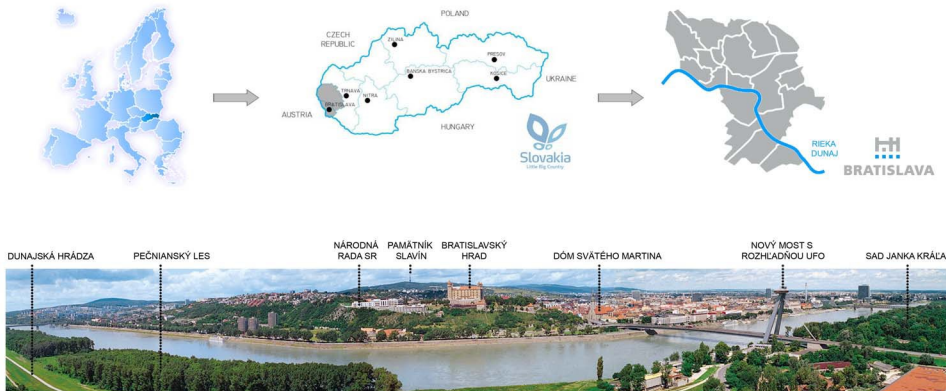 POLAND
CZECH
REPUBLIC
ŽILINA
PREŠOV
BANSKÁ BYSTRICA
KOŠICE
UKRAINE
TRNAVA
NITRA
BRATISLAVA
AUSTRIA
HUNGARY
Slovakia
Little Big Country
RIEKA
DUNAJ
BRATISLAVA
DUNAJSKÁ HRÁDZA
PEČNIANSKÝ LES
NÁRODNÁ
RADA SR
PAMÄTNÍK
SLAVÍN
BRATISLAVSKÝ
HRAD
DÓM SVÄTÉHO MARTINA
NOVÝ MOST S
ROZHĽADŇOU UFO
SAD JANKA KRÁĽA